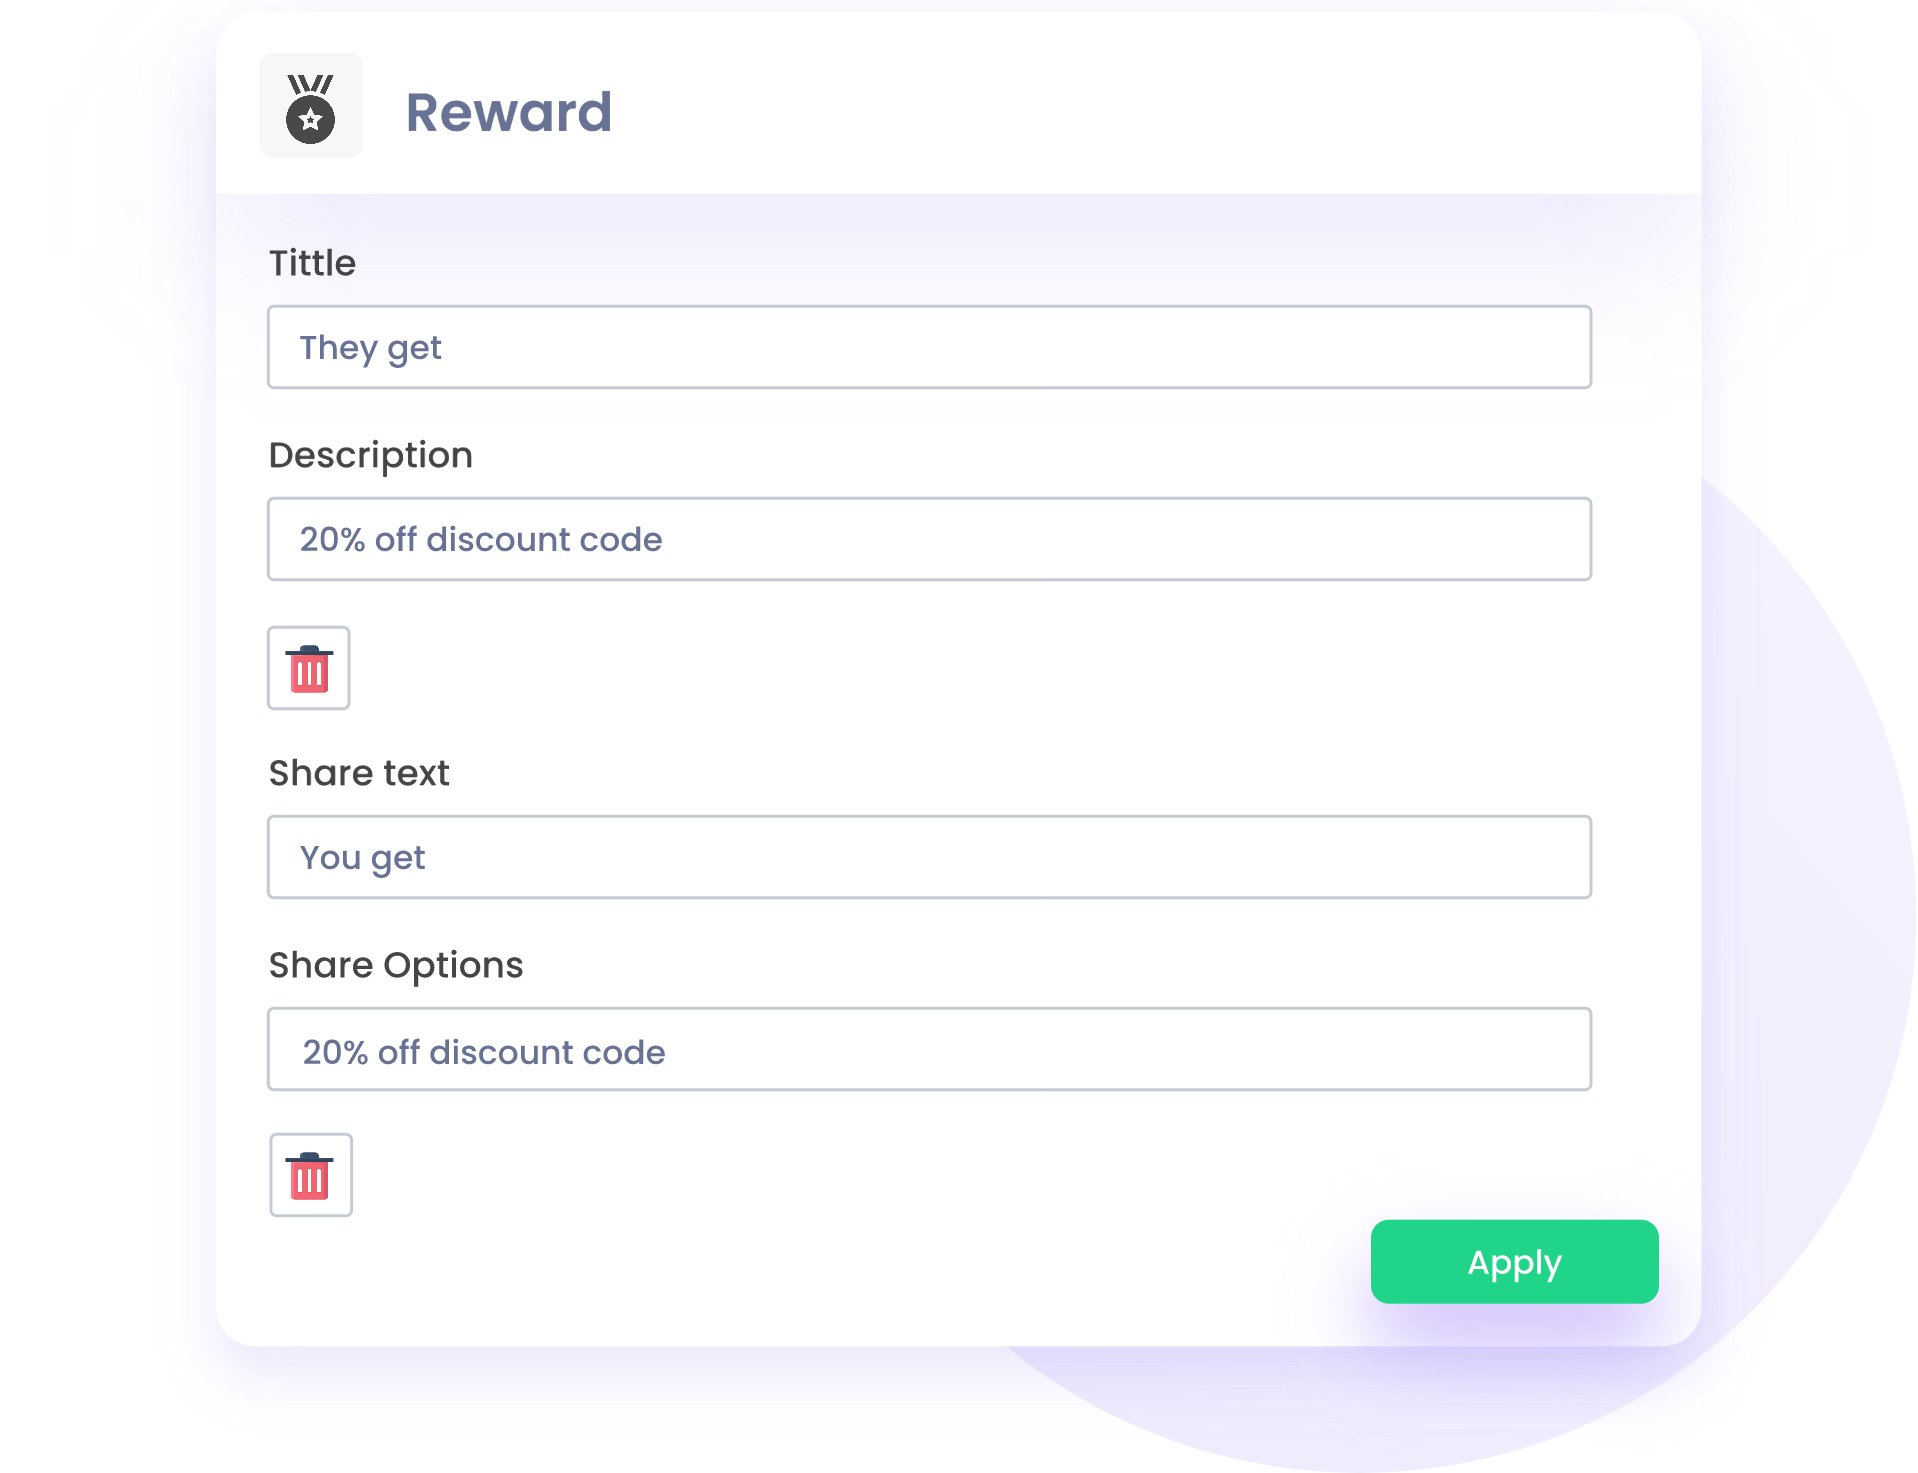 Reward
Tittle
They get
Description
20% off discount code
Share text
You get
Share Options
20% off discount code
Apply